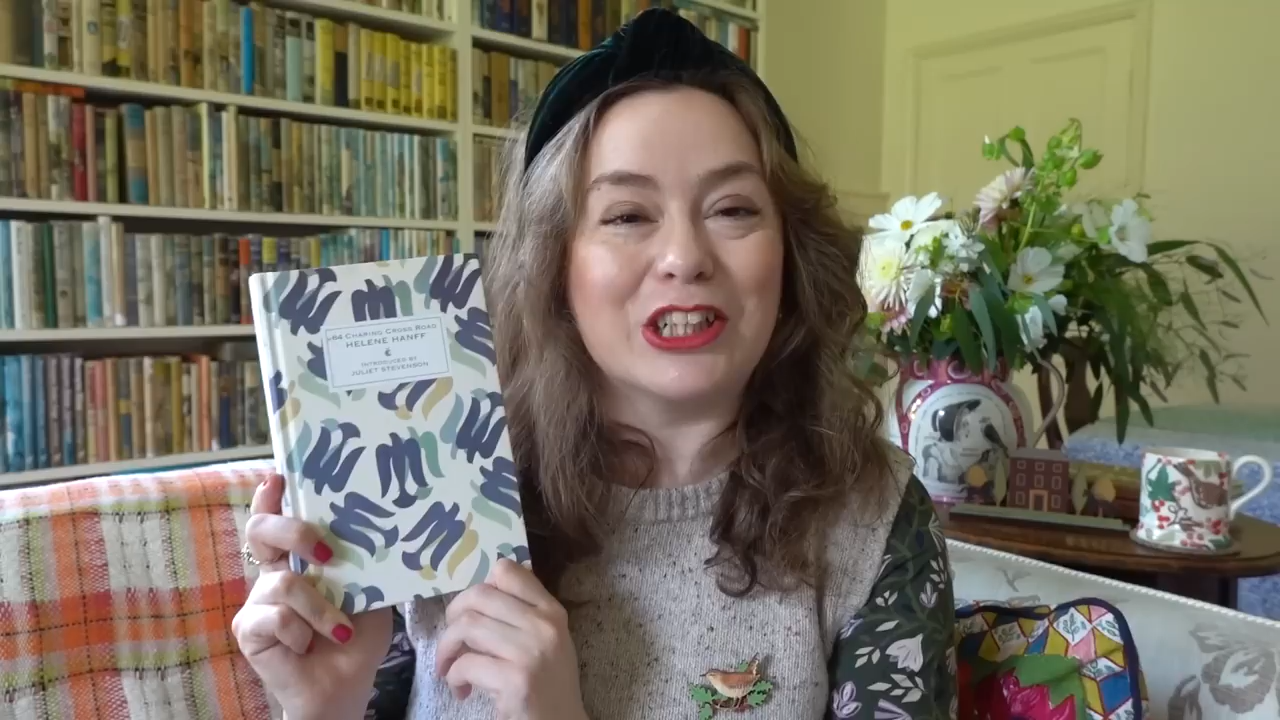 84 CHARING CROSS ROAD
HELENE HANFF
INTRODUCED BY
JULIET STEVENSON